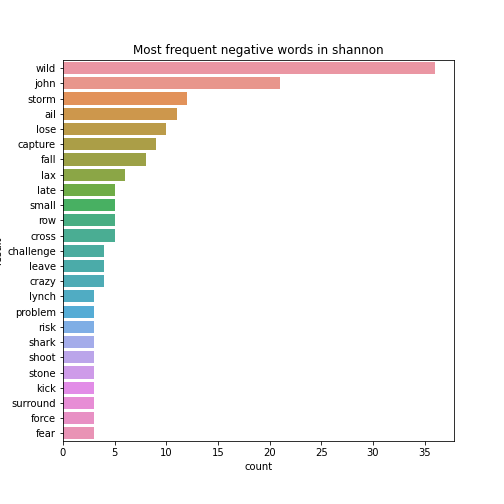 Most frequent negative words in shannon
wild
john
storm
ail
lose
capture
fall
lax
late
small
row
cross
challenge
leave
crazy
lynch
problem
risk
shark
shoot
stone
kick
surround
force
fear
0 5 10 15 20 25 30 35
count